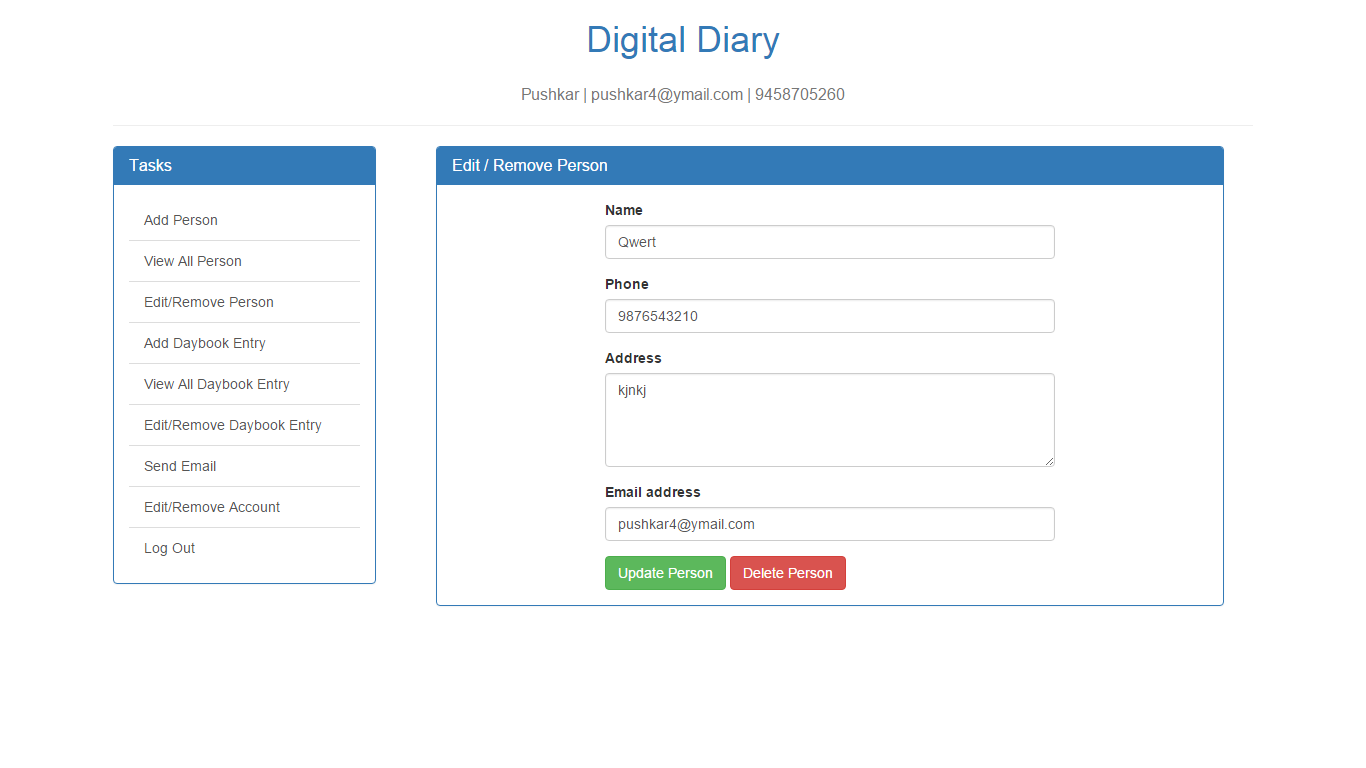 Digital Diary
Pushkar | pushkar4@ymail.com | 9458705260
Tasks
Add Person
View All Person
Edit/Remove Person
Add Daybook Entry
View All Daybook Entry
Edit/Remove Daybook Entry
Send Email
Edit/Remove Account
Log Out
Edit / Remove Person
Name
Qwert
Phone
9876543210
Address
kjnkj
Email address
pushkar4@ymail.com
Update Person Delete Person